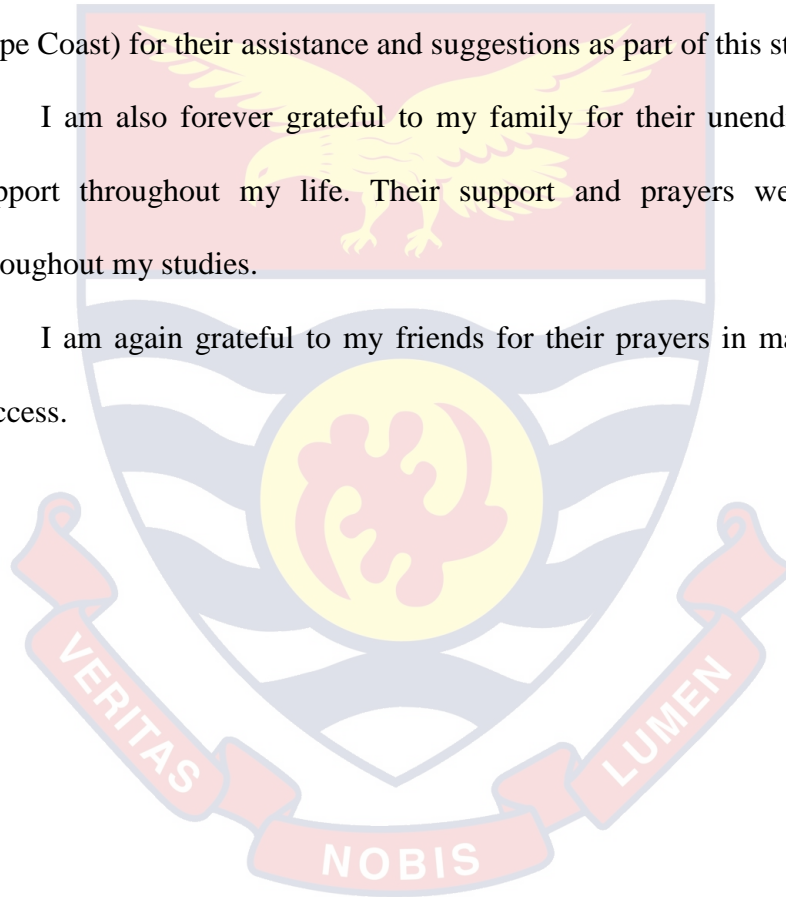 pe Coast) for their assistance and suggestions as part of this st
I am also forever grateful to my family for their unend
pport throughout my life. Their support and prayers we
oughout my studies.
I am again grateful to my friends for their prayers in ma
ccess.
VERITAS
NOBIS
LUMEN